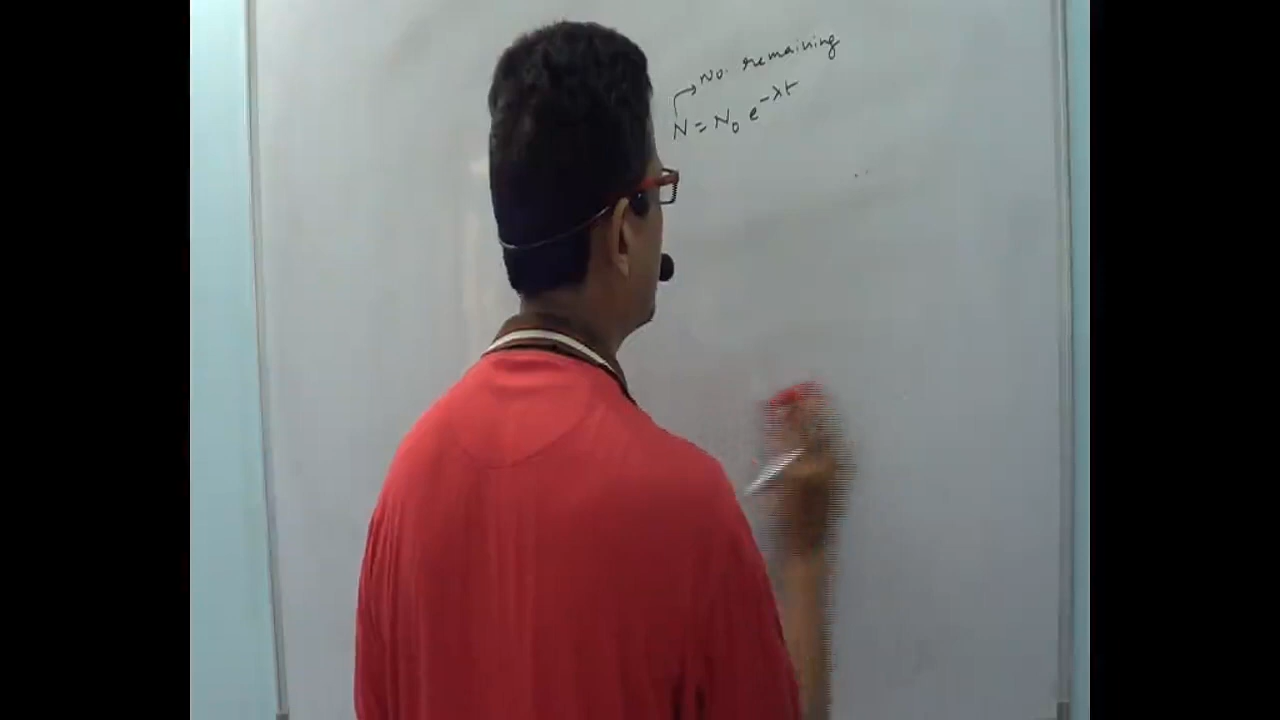 No. remaining
N = N₀ e^{-λt}